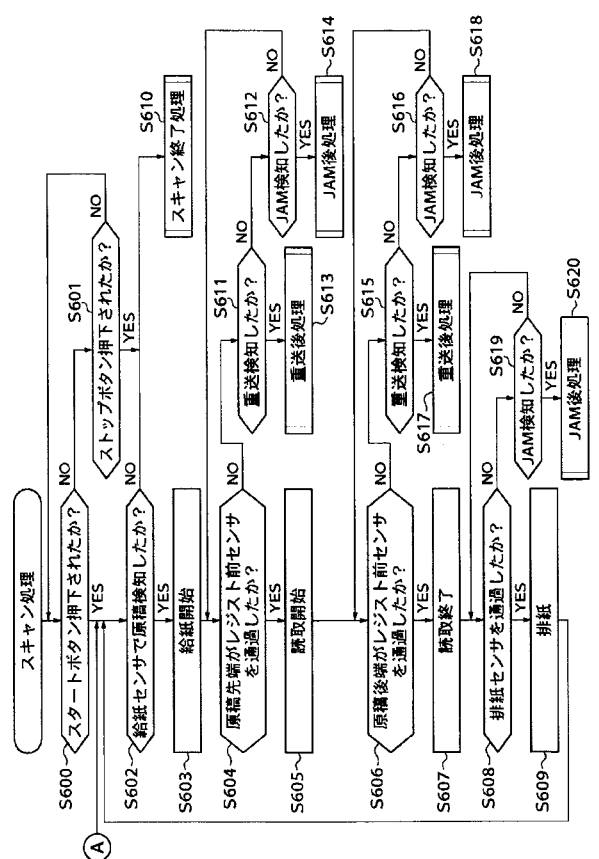 スキャン処理
S600
スタートボタン押下されたか?
NO
YES
S601
ストップボタン押下されたか?
NO
YES
A
S602
給紙センサで原稿検知したか?
NO
YES
S610
スキャン終了処理
S603
給紙開始
S604
原稿先端がレジスト前センサ
を通過したか?
NO
YES
S611
重送検知したか?
NO
YES
S612
JAM検知したか?
NO
YES
S613
重送後処理
S614
JAM後処理
S605
読取開始
S606
原稿後端がレジスト前センサ
を通過したか?
NO
YES
S615
重送検知したか?
NO
YES
S616
JAM検知したか?
NO
YES
S617
重送後処理
S618
JAM後処理
S607
読取終了
S608
排紙センサを通過したか?
NO
YES
S619
JAM検知したか?
NO
YES
S620
JAM後処理
S609
排紙